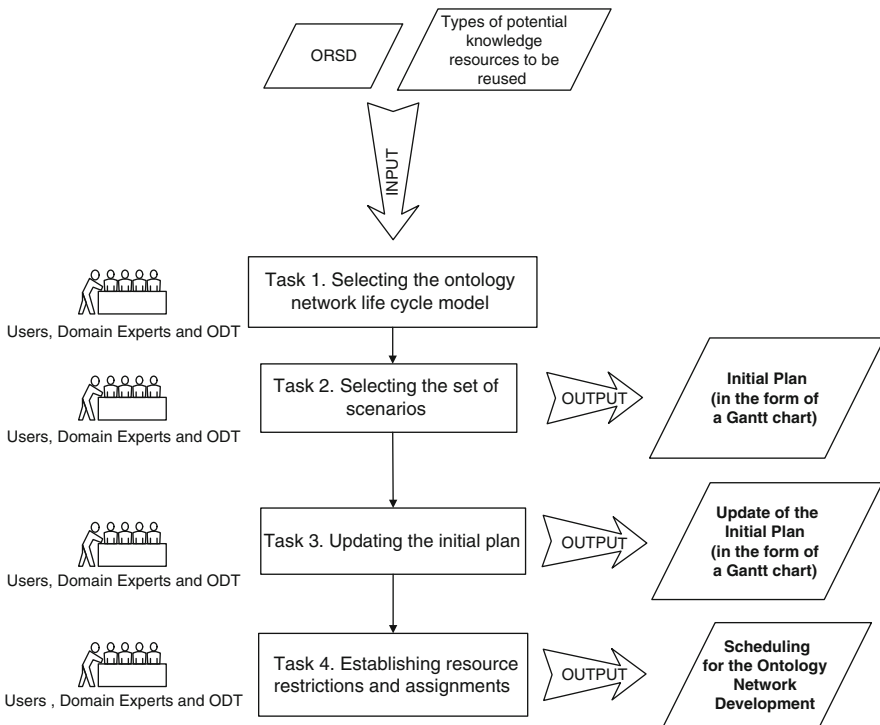 ORSD
Types of potential
knowledge
resources to be
reused
INPUT
Task 1. Selecting the ontology
network life cycle model
Users, Domain Experts and ODT
Task 2. Selecting the set of
scenarios
Users, Domain Experts and ODT
OUTPUT
Initial Plan
(in the form of
a Gantt chart)
Task 3. Updating the initial plan
Users, Domain Experts and ODT
OUTPUT
Update of the
Initial Plan
(in the form of
a Gantt chart)
Task 4. Establishing resource
restrictions and assignments
Users , Domain Experts and ODT
OUTPUT
Scheduling
for the Ontology
Network
Development